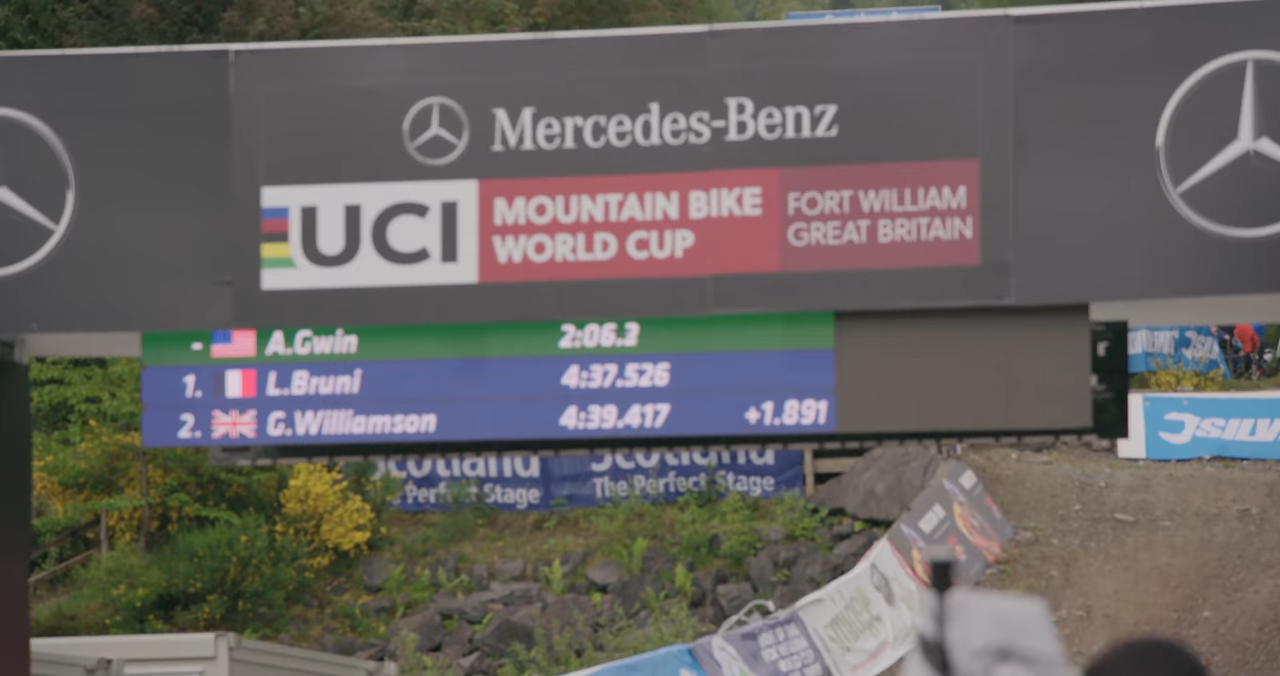 Mercedes-Benz
UCI
MOUNTAIN BIKE
WORLD CUP
FORT WILLIAM
GREAT BRITAIN
- A.Gwin 2:06.3
1. L.Bruni 4:37.526
2. G.Williamson 4:39.417 +1.891
SILV
Scotland Scotland
Perfect Stage The Perfect Stage